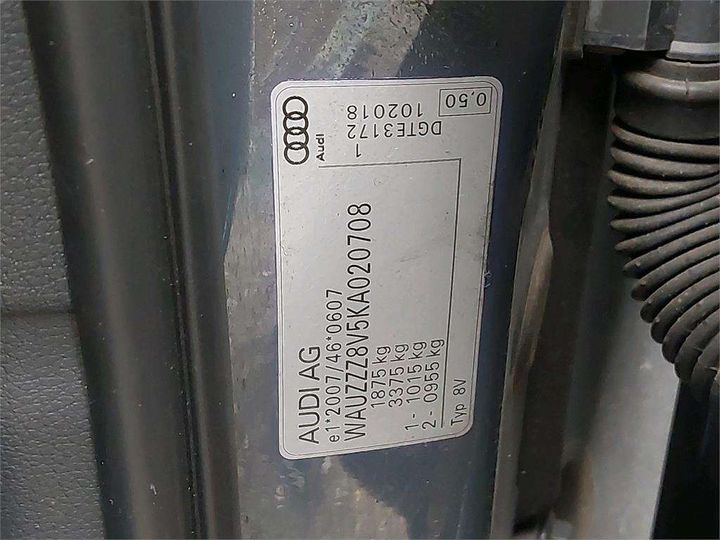 AUDI AG
e1*2007/46*0607
WAUZZZ8V5KA020708
1875 kg
3375 kg
1 - 1015 kg
2 - 0955 kg
Typ 8V
Audi
1
DGTE3172
102018
0,50